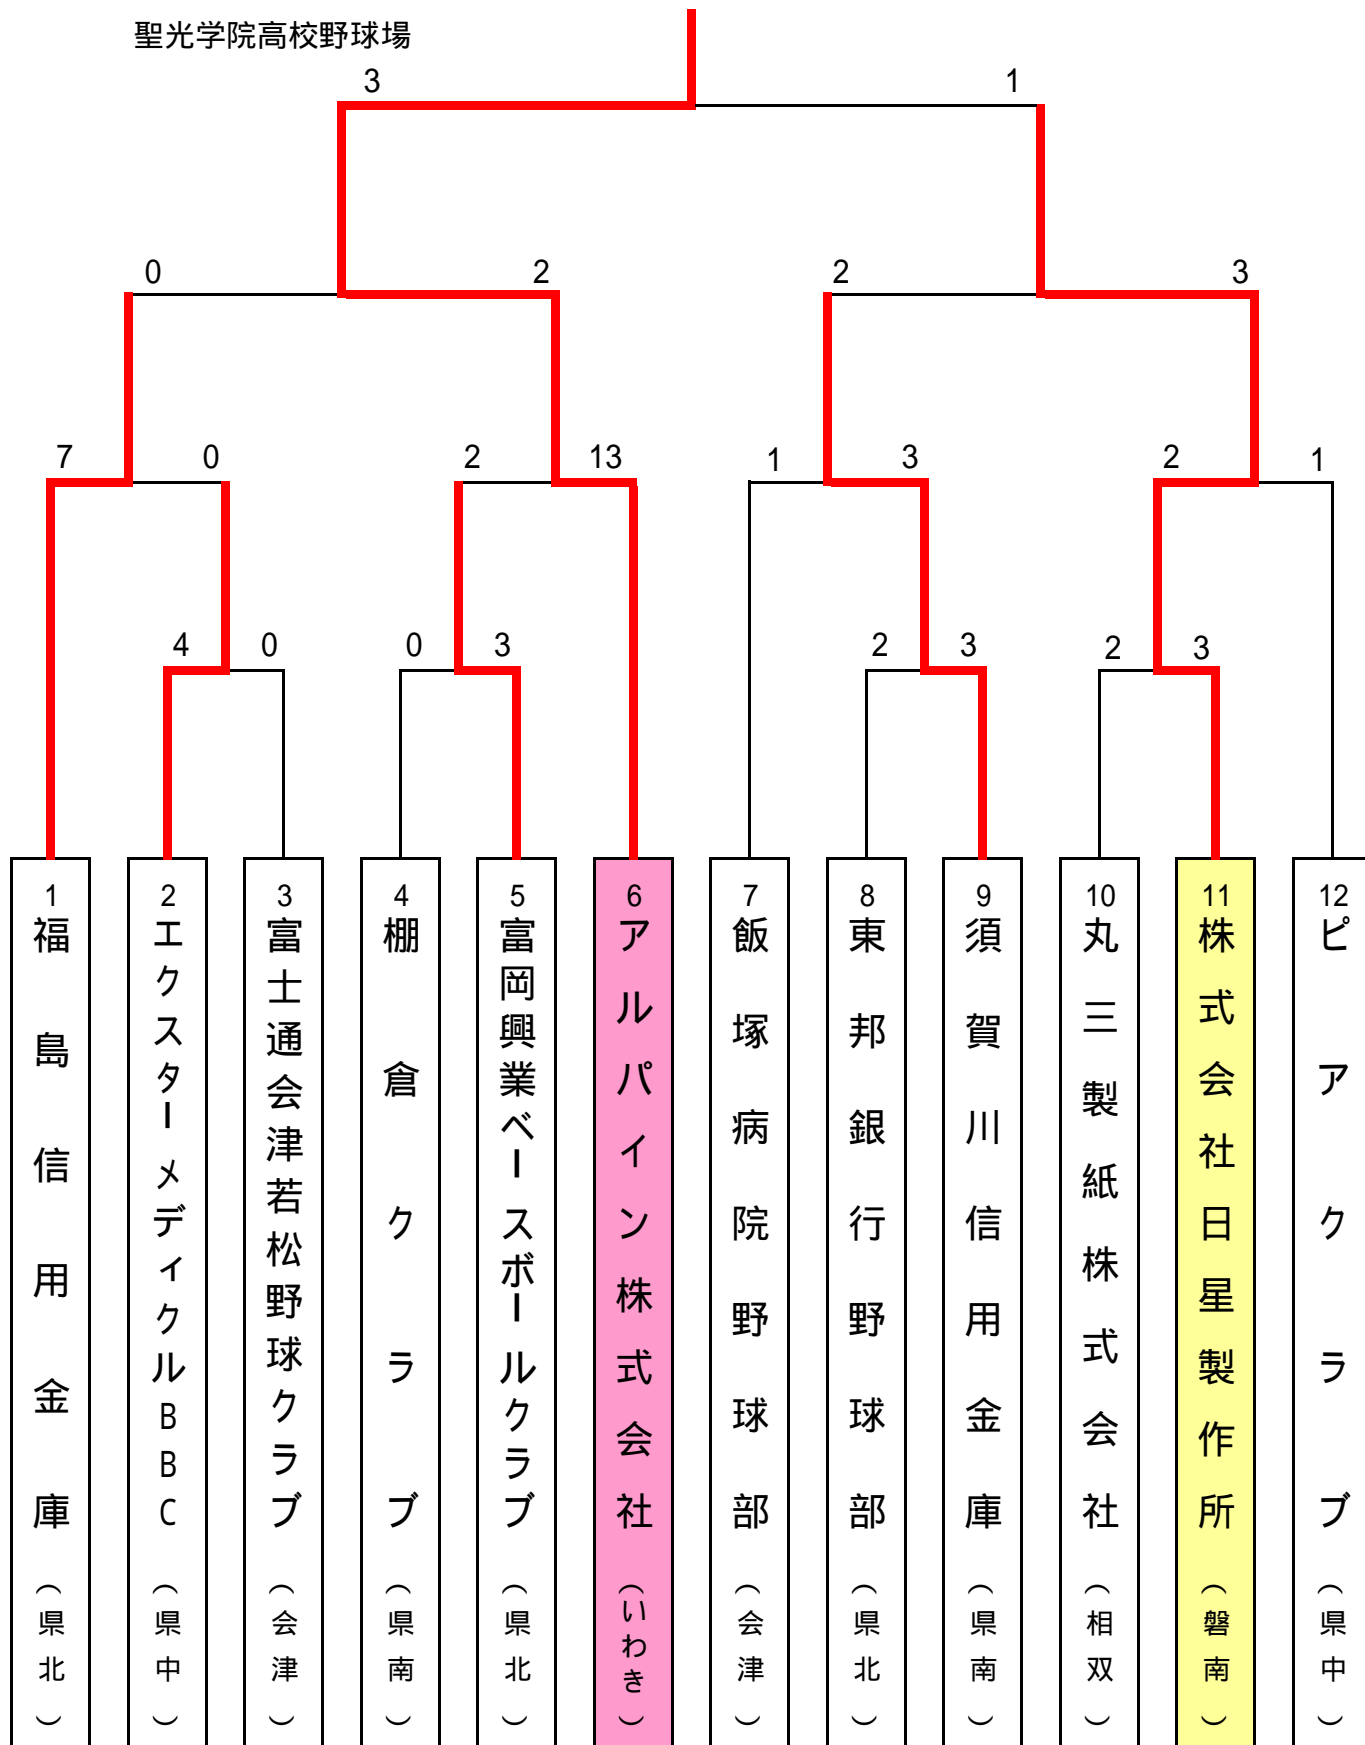 聖光学院高校野球場
3
1
0
2
2
3
7
0
2
13
1
3
2
1
4
0
0
3
2
3
2
3
1
福島信用金庫
（県北）
2
エクスターメディクルBBC
（県中）
3
富士通会津若松野球クラブ
（会津）
4
棚倉クラブ
（県南）
5
富岡興業ベースボールクラブ
（県北）
6
アルパイン株式会社
（いわき）
7
飯塚病院野球部
（会津）
8
東邦銀行野球部
（県北）
9
須賀川信用金庫
（県南）
10
丸三製紙株式会社
（相双）
11
株式会社日星製作所
（磐南）
12
ピアクラブ
（県中）